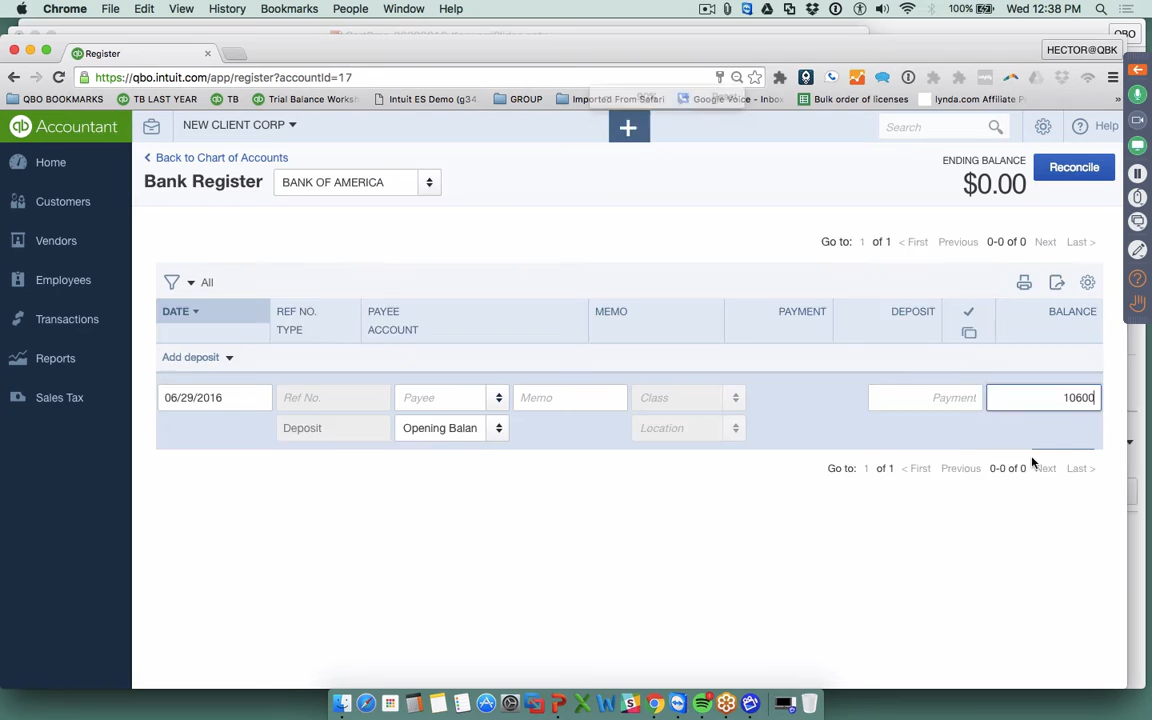 Chrome File Edit View History Bookmarks People Window Help 100% Wed 12:38 PM
QBO
Register HECTOR@QBK
https://qbo.intuit.com/app/register?accountId=17
QBO BOOKMARKS TB LAST YEAR TB Trial Balance Works Intuit ES Demo (g34 GROUP Imported From Safari Google Voice - Inbox Bulk order of licenses lynda.com Affiliate P »
qb Accountant NEW CLIENT CORP + Search Help
Home
Customers
Vendors
Employees
Transactions
Reports
Sales Tax
Back to Chart of Accounts
Bank Register BANK OF AMERICA
ENDING BALANCE
$0.00
Reconcile
Go to: 1 of 1 < First Previous 0-0 of 0 Next Last >
All
DATE REF NO. PAYEE MEMO PAYMENT DEPOSIT BALANCE
TYPE ACCOUNT
Add deposit
06/29/2016 Ref No. Payee Memo Class Payment 10600
Deposit Opening Balan Location
Go to: 1 of 1 < First Previous 0-0 of 0 Next Last >